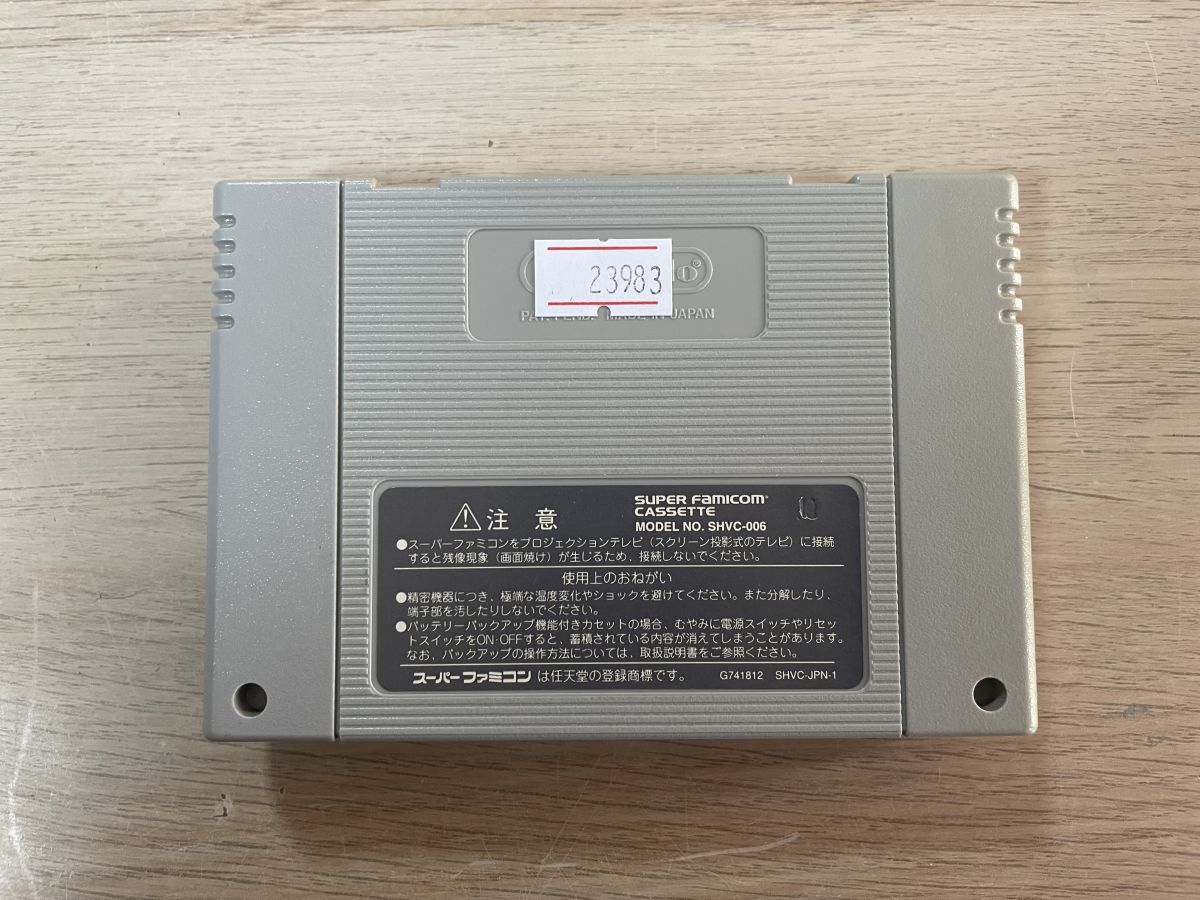 23983
JAPAN
注意
SUPER FAMICOM
CASSETTE
MODEL NO. SHVC-006
●スーパーファミコンをプロジェクションテレビ(スクリーン投影式のテレビ)に接続
すると残像現象(画面焼け)が生じるため、接続しないでください。
使用上のおねがい
●精密機器につき、極端な温度変化やショックを避けてください。また分解したり、
端子部を汚したりしないでください。
●バッテリーバックアップ機能付きカセットの場合、むやみに電源スイッチやリセッ
トスイッチをON・OFFすると、蓄積されている内容が消えてしまうことがあります。
なお、バックアップの操作方法については、取扱説明書をご参照ください。
スーパーファミコンは任天堂の登録商標です。 G741812 SHVC-JPN-1